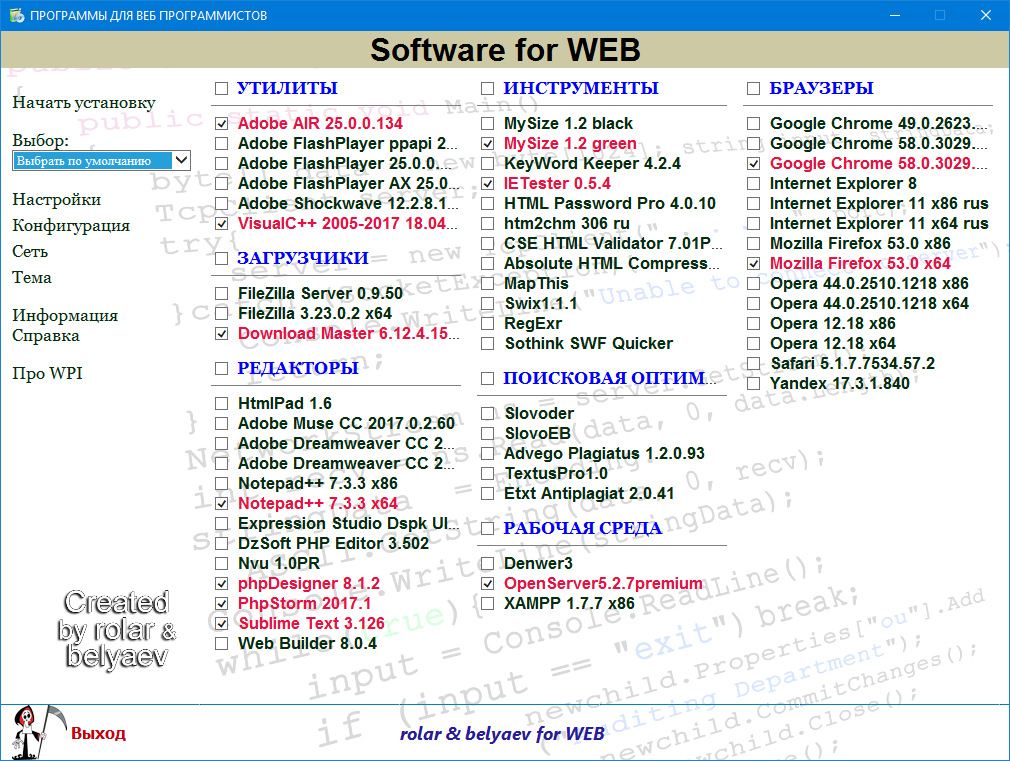 ПРОГРАММЫ ДЛЯ ВЕБ ПРОГРАММИСТОВ
Software for WEB
Начать установку
Выбор:
Выбрать по умолчанию
Настройки
Конфигурация
Сеть
Тема
Информация
Справка
Про WPI
УТИЛИТЫ
Adobe AIR 25.0.0.134
Adobe FlashPlayer ppapi 2...
Adobe FlashPlayer 25.0.0....
Adobe FlashPlayer AX 25.0...
Adobe Shockwave 12.2.8.1...
VisualC++ 2005-2017 18.04...
ЗАГРУЗЧИКИ
FileZilla Server 0.9.50
FileZilla 3.23.0.2 x64
Download Master 6.12.4.15...
РЕДАКТОРЫ
HtmlPad 1.6
Adobe Muse CC 2017.0.2.60
Adobe Dreamweaver CC 2...
Adobe Dreamweaver CC 2...
Notepad++ 7.3.3 x86
Notepad++ 7.3.3 x64
Expression Studio Dspk Ul...
DzSoft PHP Editor 3.502
Nvu 1.0PR
phpDesigner 8.1.2
PhpStorm 2017.1
Sublime Text 3.126
Web Builder 8.0.4
ИНСТРУМЕНТЫ
MySize 1.2 black
MySize 1.2 green
KeyWord Keeper 4.2.4
IETester 0.5.4
HTML Password Pro 4.0.10
htm2chm 306 ru
CSE HTML Validator 7.01P...
Absolute HTML Compress...
MapThis
Swix1.1.1
RegExr
Sothink SWF Quicker
ПОИСКОВАЯ ОПТИМ...
Slovoder
SlovoEB
Advego Plagiatus 1.2.0.93
TextusPro1.0
Etxt Antiplagiat 2.0.41
РАБОЧАЯ СРЕДА
Denwer3
OpenServer5.2.7premium
XAMPP 1.7.7 x86
БРАУЗЕРЫ
Google Chrome 49.0.2623....
Google Chrome 58.0.3029....
Google Chrome 58.0.3029....
Internet Explorer 8
Internet Explorer 11 x86 rus
Internet Explorer 11 x64 rus
Mozilla Firefox 53.0 x86
Mozilla Firefox 53.0 x64
Opera 44.0.2510.1218 x86
Opera 44.0.2510.1218 x64
Opera 12.18 x86
Opera 12.18 x64
Safari 5.1.7.7534.57.2
Yandex 17.3.1.840
Created
by rolar &
belyaev
Выход
rolar & belyaev for WEB